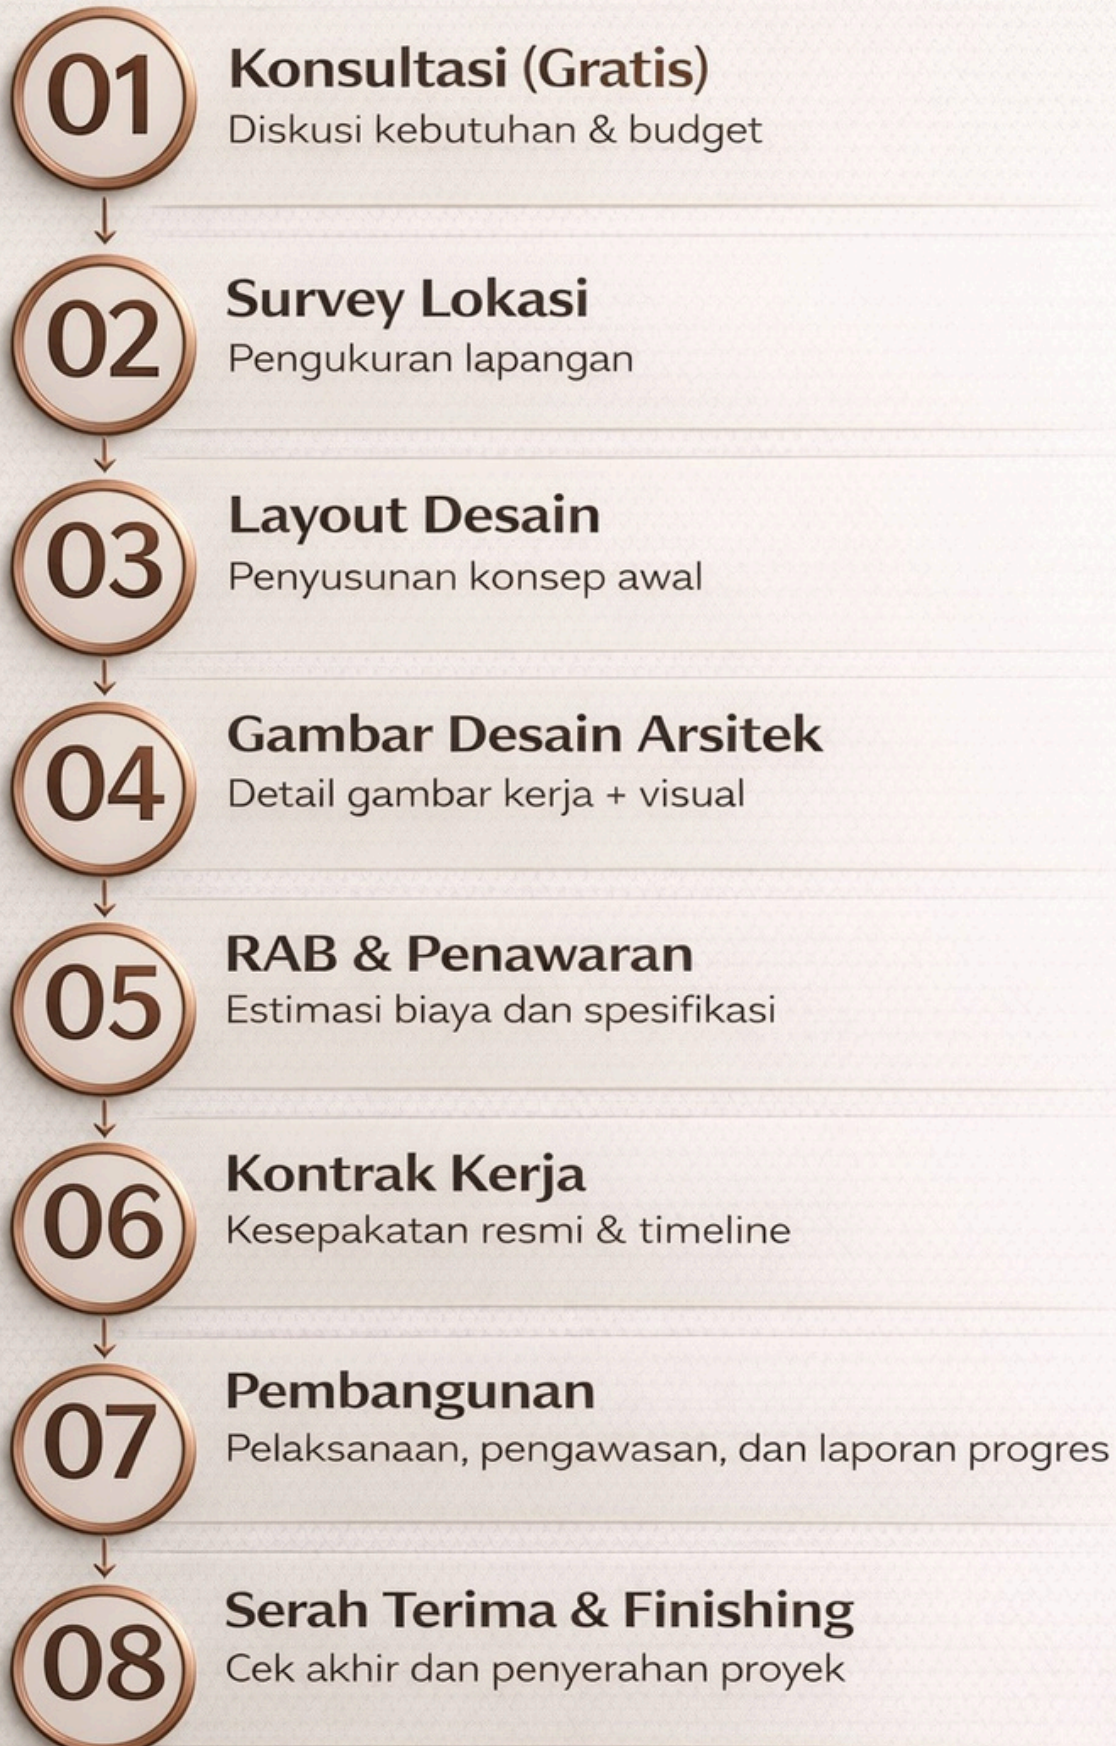 01
Konsultasi (Gratis)
Diskusi kebutuhan & budget
02
Survey Lokasi
Pengukuran lapangan
03
Layout Desain
Penyusunan konsep awal
04
Gambar Desain Arsitek
Detail gambar kerja + visual
05
RAB & Penawaran
Estimasi biaya dan spesifikasi
06
Kontrak Kerja
Kesepakatan resmi & timeline
07
Pembangunan
Pelaksanaan, pengawasan, dan laporan progres
08
Serah Terima & Finishing
Cek akhir dan penyerahan proyek